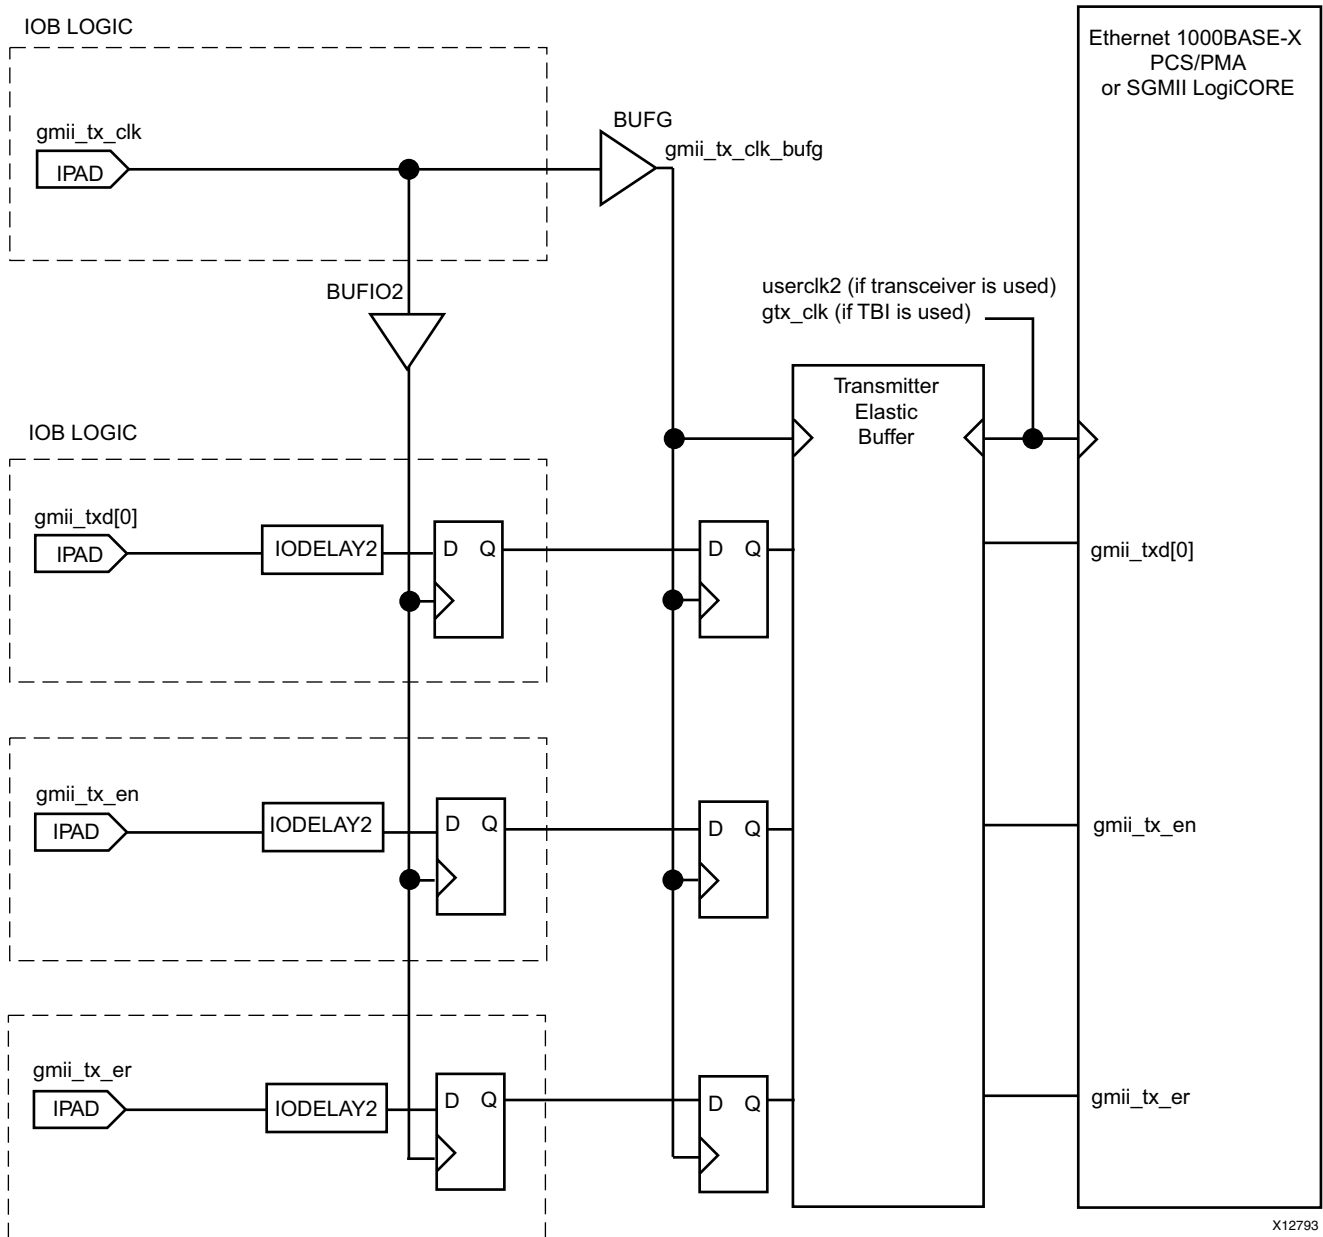 IOB LOGIC
gmii_tx_clk
IPAD
BUFG
gmii_tx_clk_bufg
Ethernet 1000BASE-X
PCS/PMA
or SGMII LogiCORE
BUFIO2
userclk2 (if transceiver is used)
gtx_clk (if TBI is used)
Transmitter
Elastic
Buffer
IOB LOGIC
gmii_txd[0]
IPAD
IODELAY2
D Q
D Q
gmii_txd[0]
gmii_tx_en
IPAD
IODELAY2
D Q
D Q
gmii_tx_en
gmii_tx_er
IPAD
IODELAY2
D Q
D Q
gmii_tx_er
X12793